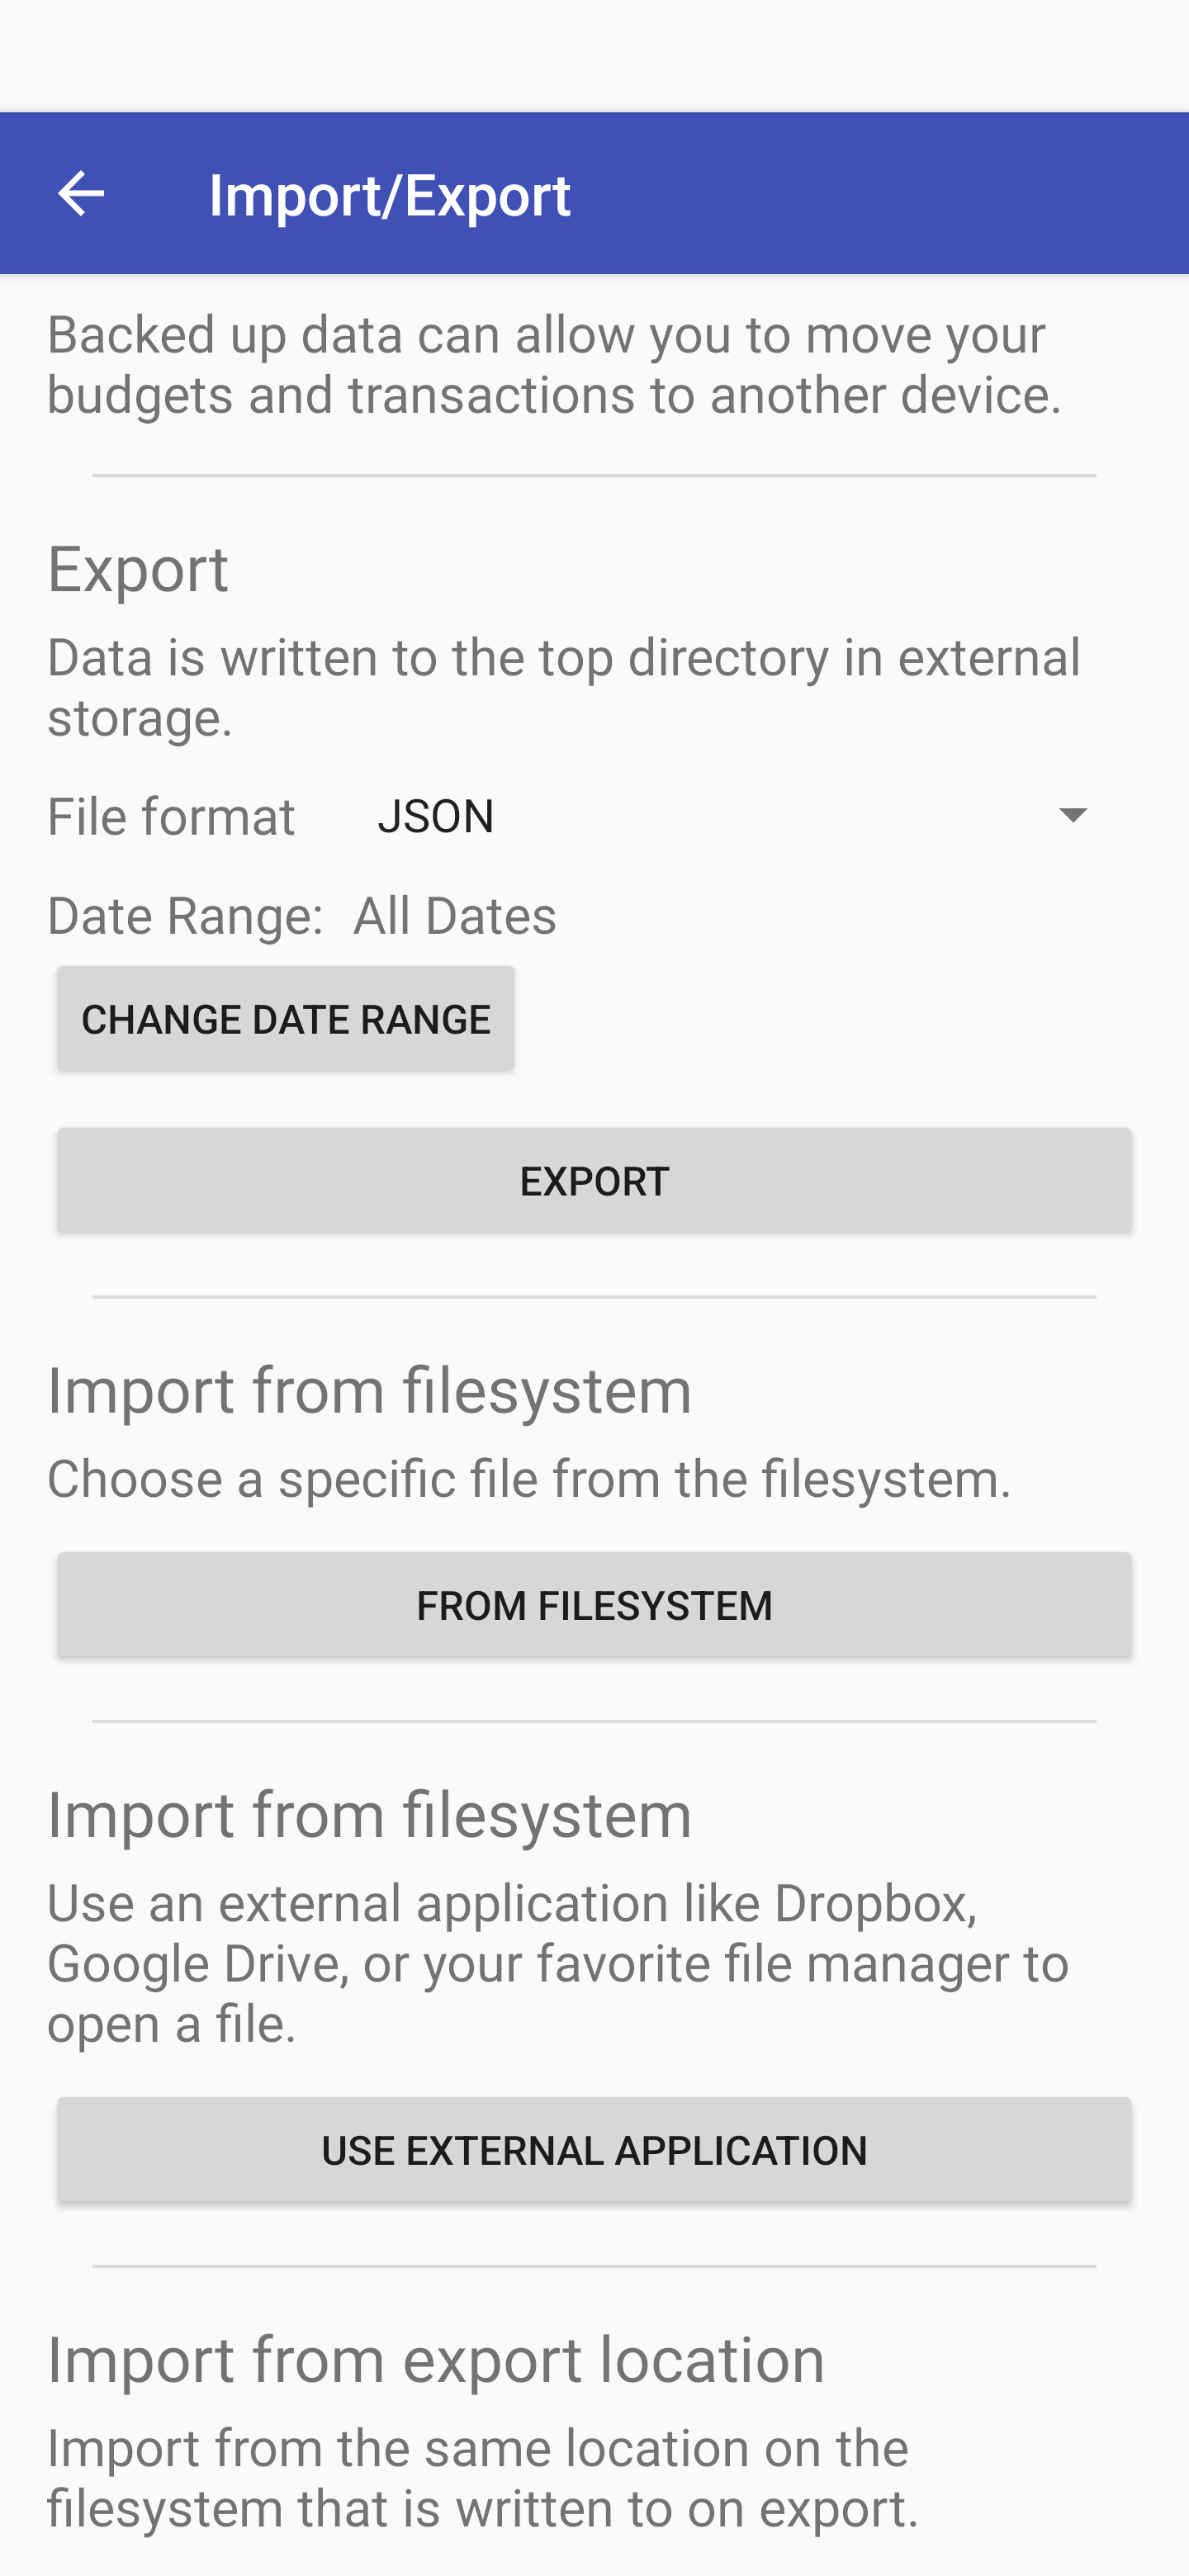 Import/Export
Backed up data can allow you to move your
budgets and transactions to another device.
Export
Data is written to the top directory in external
storage.
File format JSON
Date Range: All Dates
CHANGE DATE RANGE
EXPORT
Import from filesystem
Choose a specific file from the filesystem.
FROM FILESYSTEM
Import from filesystem
Use an external application like Dropbox,
Google Drive, or your favorite file manager to
open a file.
USE EXTERNAL APPLICATION
Import from export location
Import from the same location on the
filesystem that is written to on export.